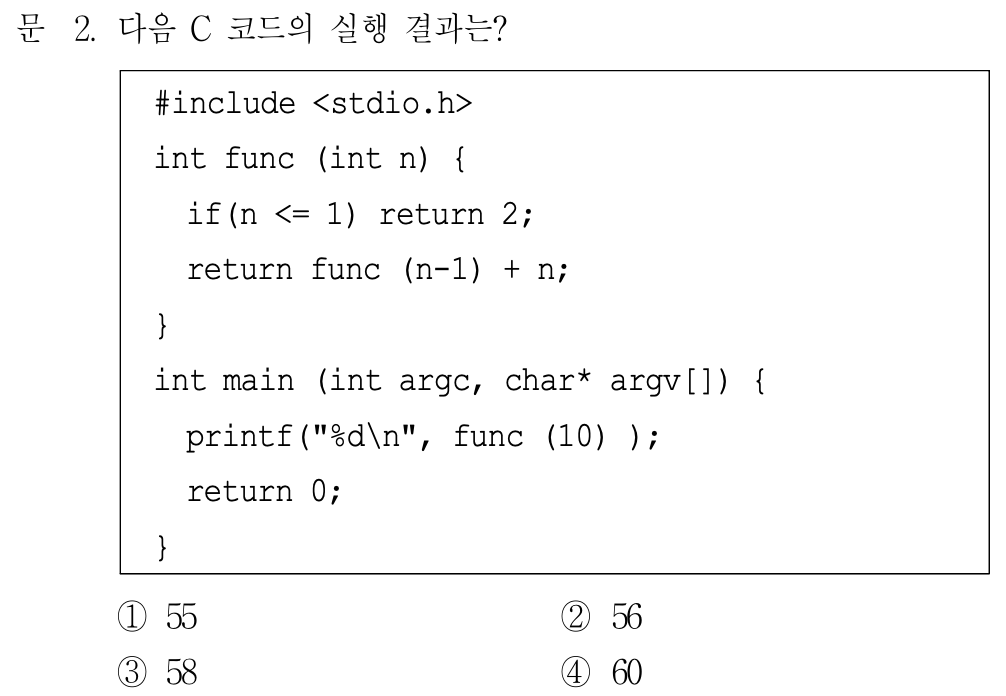 문 2. 다음 C 코드의 실행 결과는?
#include <stdio.h>
int func (int n) {
if(n <= 1) return 2;
return func (n-1) + n;
}
int main (int argc, char* argv[]) {
printf("%d\n", func (10) );
return 0;
}
① 55 ② 56
③ 58 ④ 60